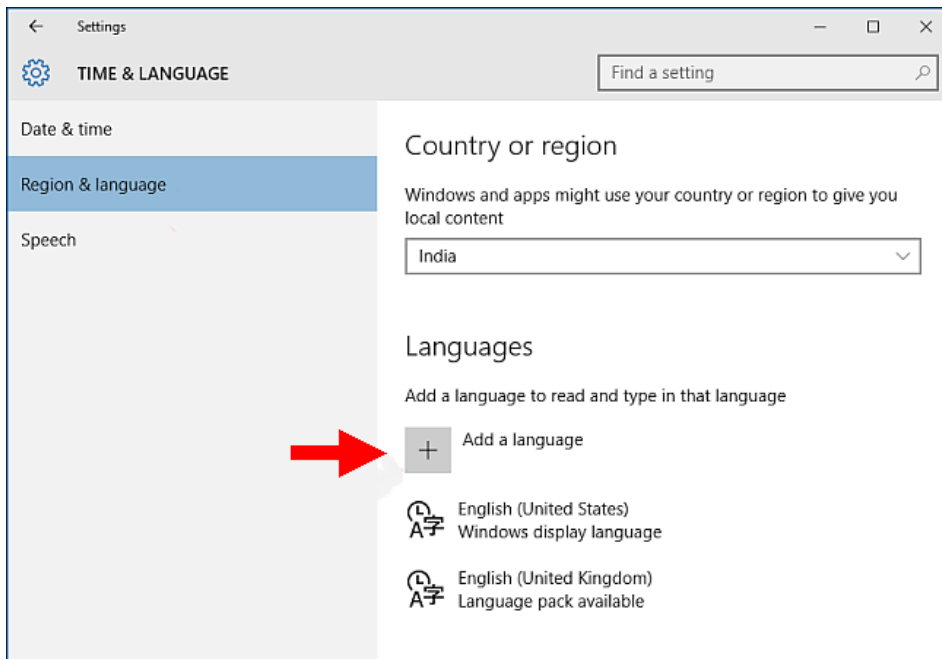 Settings
TIME & LANGUAGE
Find a setting
Date & time
Region & language
Speech
Country or region
Windows and apps might use your country or region to give you
local content
India
Languages
Add a language to read and type in that language
Add a language
English (United States)
Windows display language
English (United Kingdom)
Language pack available